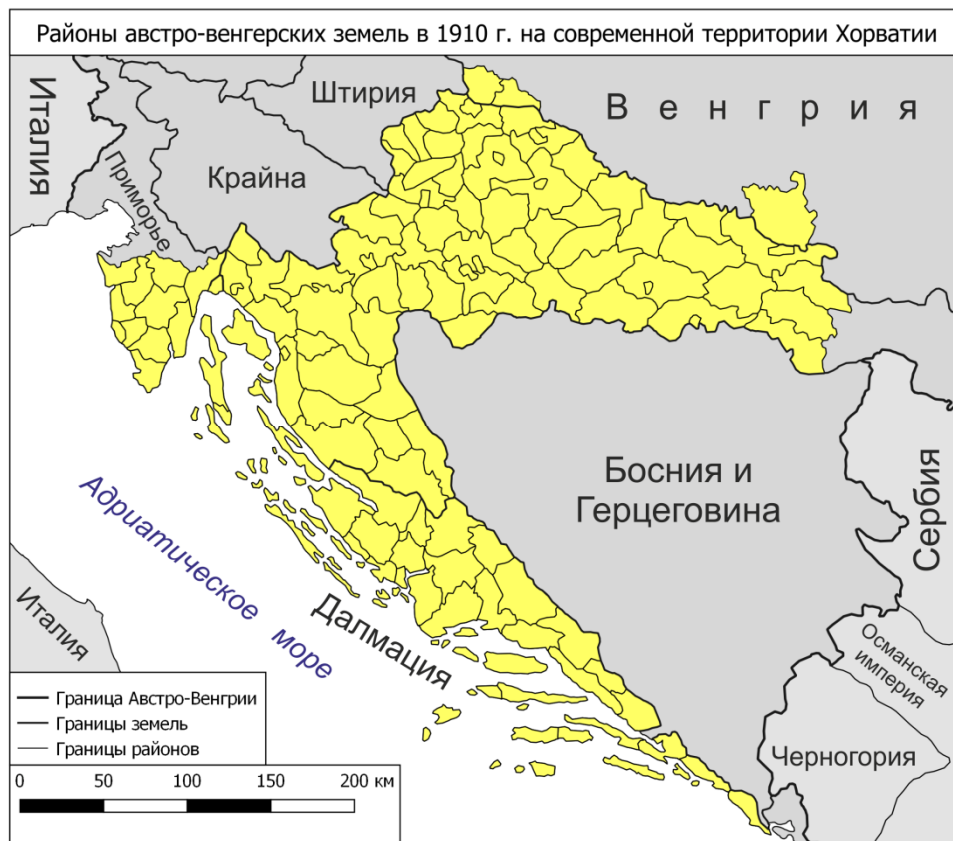 Районы австро-венгерских земель в 1910 г. на современной территории Хорватии
Италия
Штирия
Венгрия
Крайна
Приморье
Босния и
Герцеговина
Сербия
Адриатическое море
Далмация
Италия
Османская
империя
Черногория
Граница Австро-Венгрии
Границы земель
Границы районов
0 50 100 150 200 км